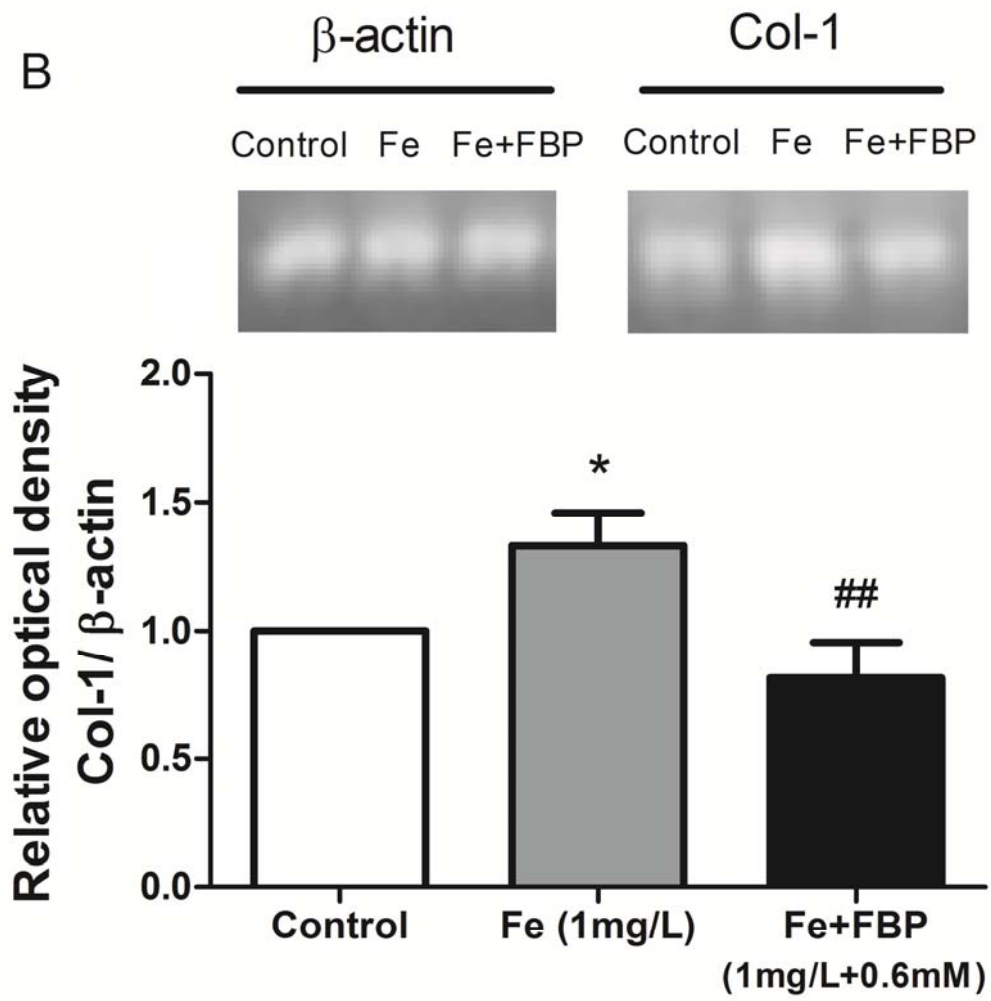 B
β-actin
Col-1
Control Fe Fe+FBP
Control Fe Fe+FBP
Relative optical density
Col-1/ β-actin
2.0
1.5
1.0
0.5
0.0
*
##
Control
Fe (1mg/L)
Fe+FBP
(1mg/L+0.6mM)